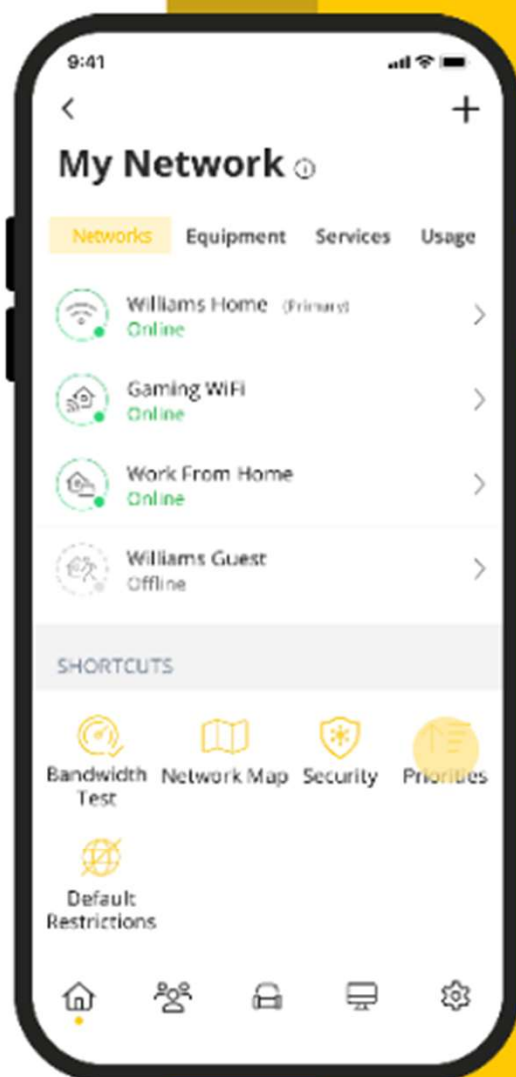 9:41
My Network
Networks Equipment Services Usage
Williams Home (Primary)
Online
Gaming WiFi
Online
Work From Home
Online
Williams Guest
Offline
SHORTCUTS
Bandwidth Test
Network Map
Security
Priorities
Default
Restrictions